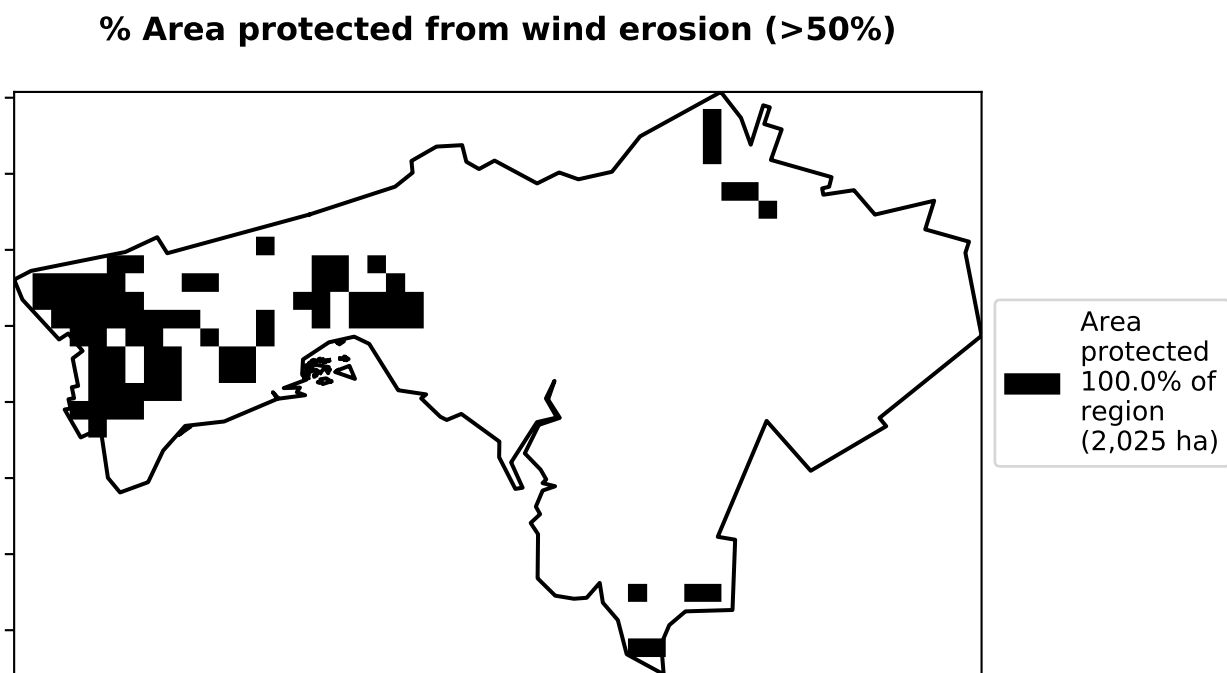 % Area protected from wind erosion (>50%)
Area
protected
100.0% of
region
(2,025 ha)